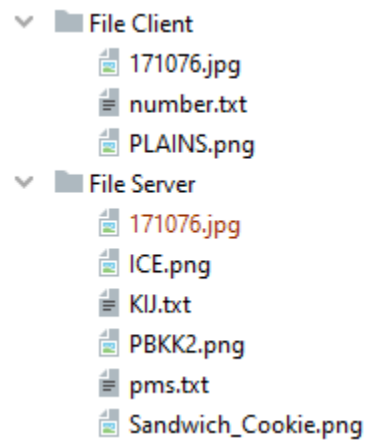 File Client
171076.jpg
number.txt
PLAINS.png
File Server
171076.jpg
ICE.png
KIJ.txt
PBKK2.png
pms.txt
Sandwich_Cookie.png